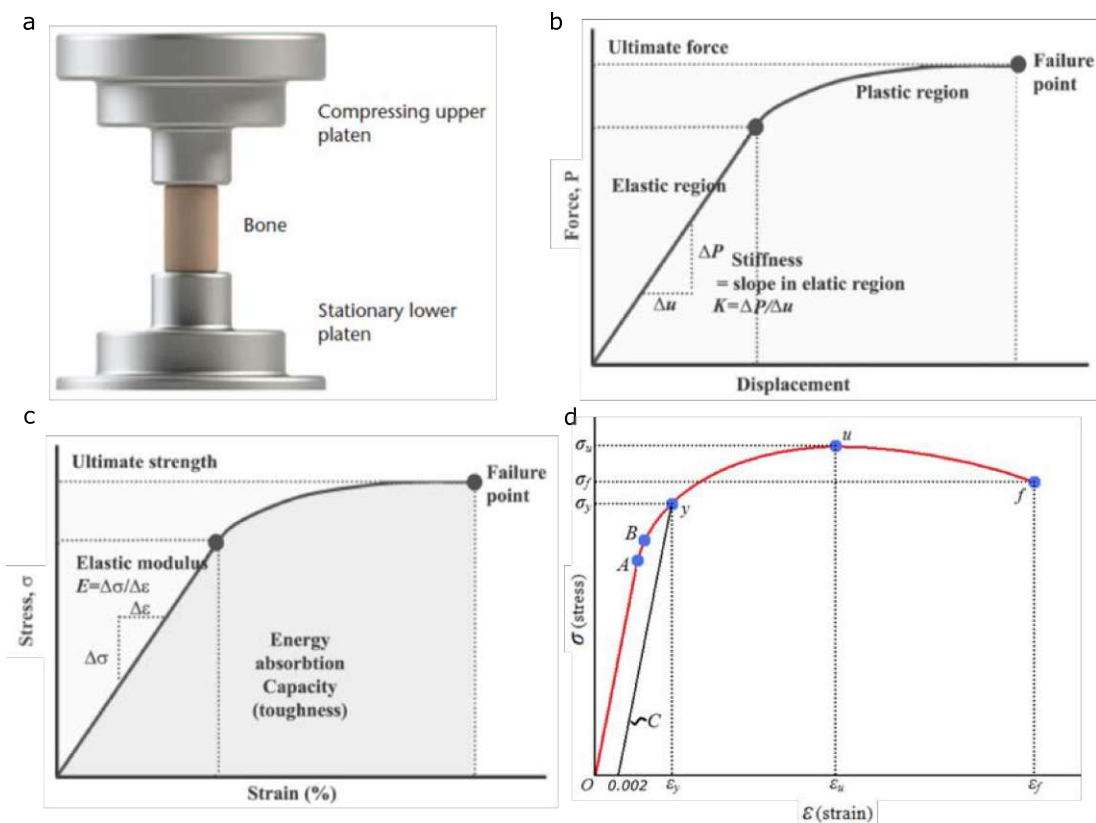 a
Compressing upper
platen
Bone
Stationary lower
platen
b
Ultimate force
Failure
point
Plastic region
Elastic region
Force, P
ΔP
Stiffness
= slope in elatic region
Δu
K=ΔP/Δu
Displacement
c
Ultimate strength
Failure
point
Elastic modulus
E=Δσ/Δε
Δε
Δσ
Stress, σ
Energy
absorbtion
Capacity
(toughness)
Strain (%)
d
σu
σf
σy
u
y
f
B
A
C
σ (stress)
O
0.002
εy
εu
εf
ε (strain)